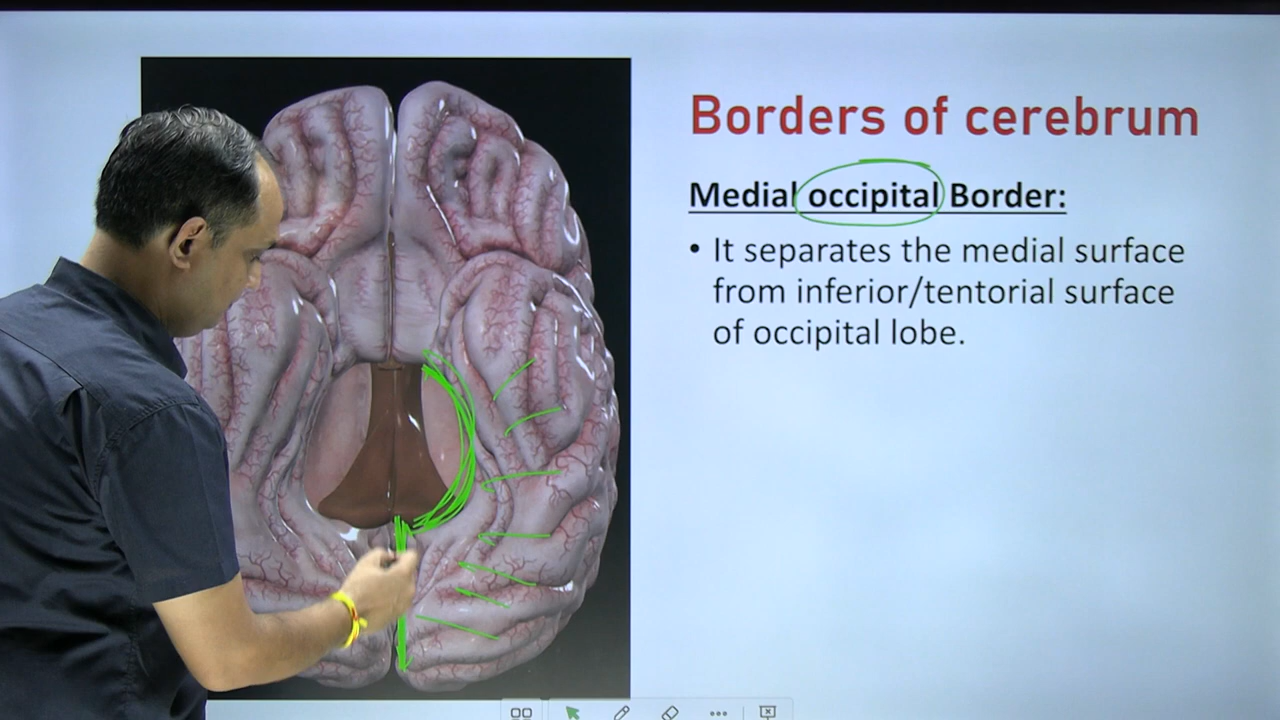 Borders of cerebrum
Medial occipital Border:
• It separates the medial surface
from inferior/tentorial surface
of occipital lobe.